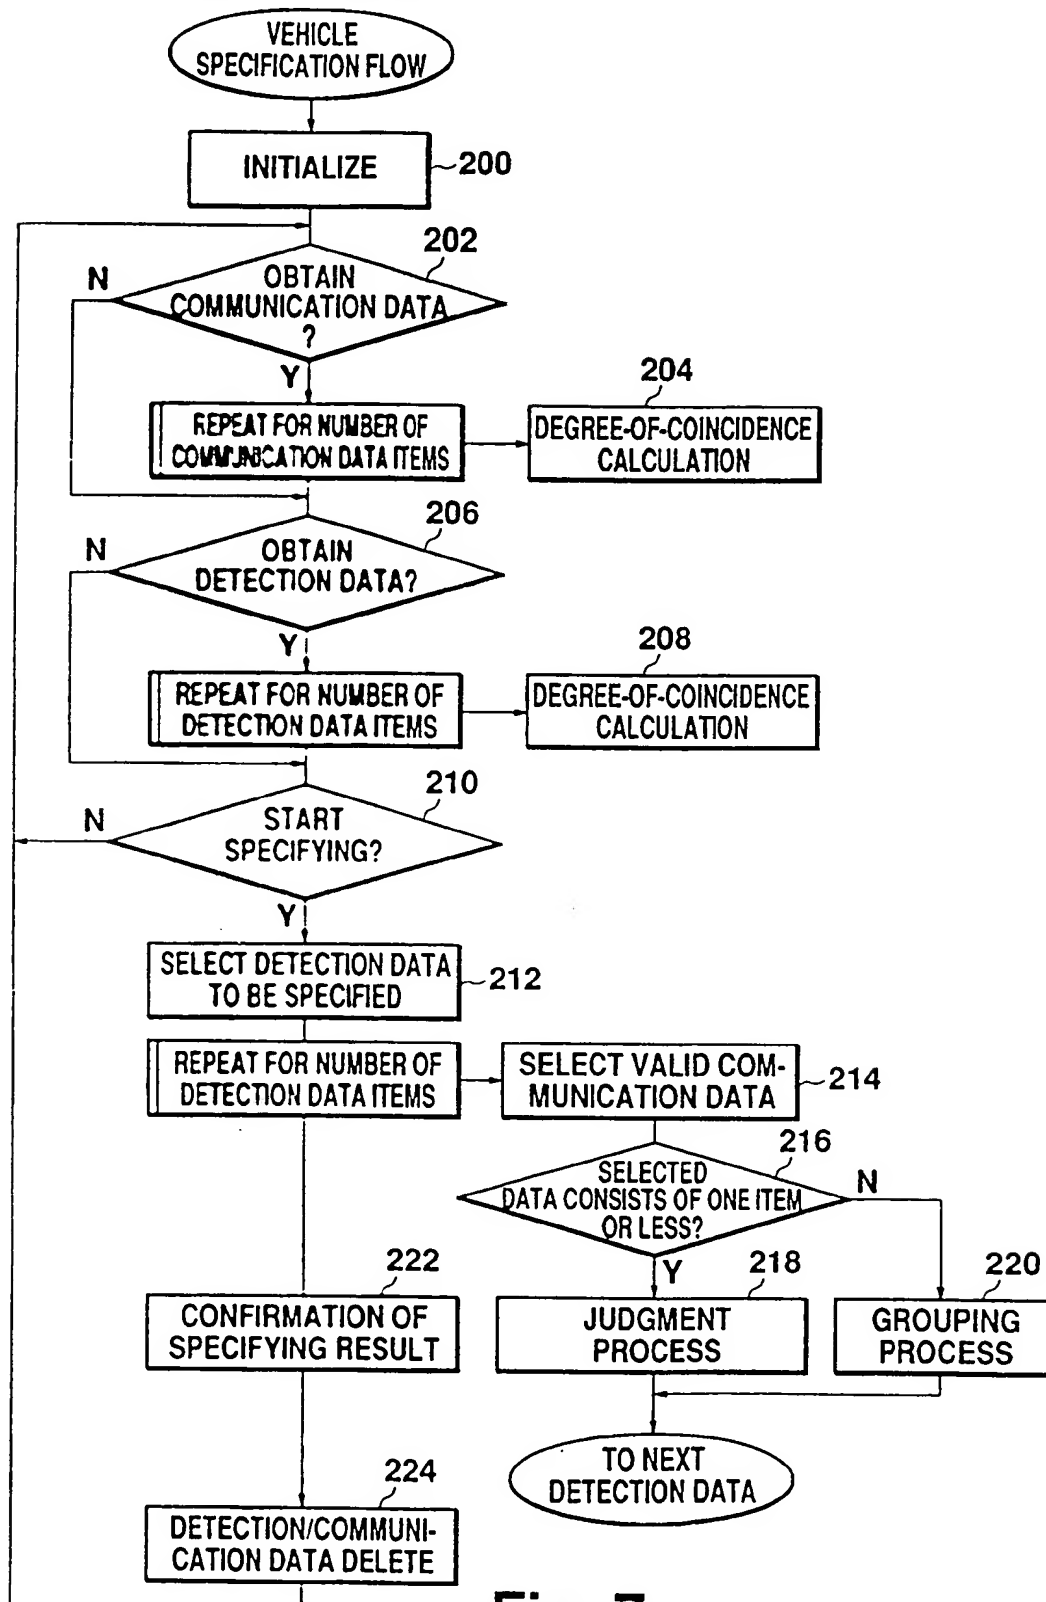 VEHICLE
SPECIFICATION FLOW
INITIALIZE
200
202
N
OBTAIN
COMMUNICATION DATA
?
Y
204
REPEAT FOR NUMBER OF
COMMUNICATION DATA ITEMS
DEGREE-OF-COINCIDENCE
CALCULATION
206
N
OBTAIN
DETECTION DATA?
Y
208
REPEAT FOR NUMBER OF
DETECTION DATA ITEMS
DEGREE-OF-COINCIDENCE
CALCULATION
210
N
START
SPECIFYING?
Y
SELECT DETECTION DATA
TO BE SPECIFIED
212
REPEAT FOR NUMBER OF
DETECTION DATA ITEMS
SELECT VALID COM-
MUNICATION DATA
214
216
SELECTED
DATA CONSISTS OF ONE ITEM
OR LESS?
N
Y
222
218
220
CONFIRMATION OF
SPECIFYING RESULT
JUDGMENT
PROCESS
GROUPING
PROCESS
TO NEXT
DETECTION DATA
224
DETECTION/COMMUNI-
CATION DATA DELETE